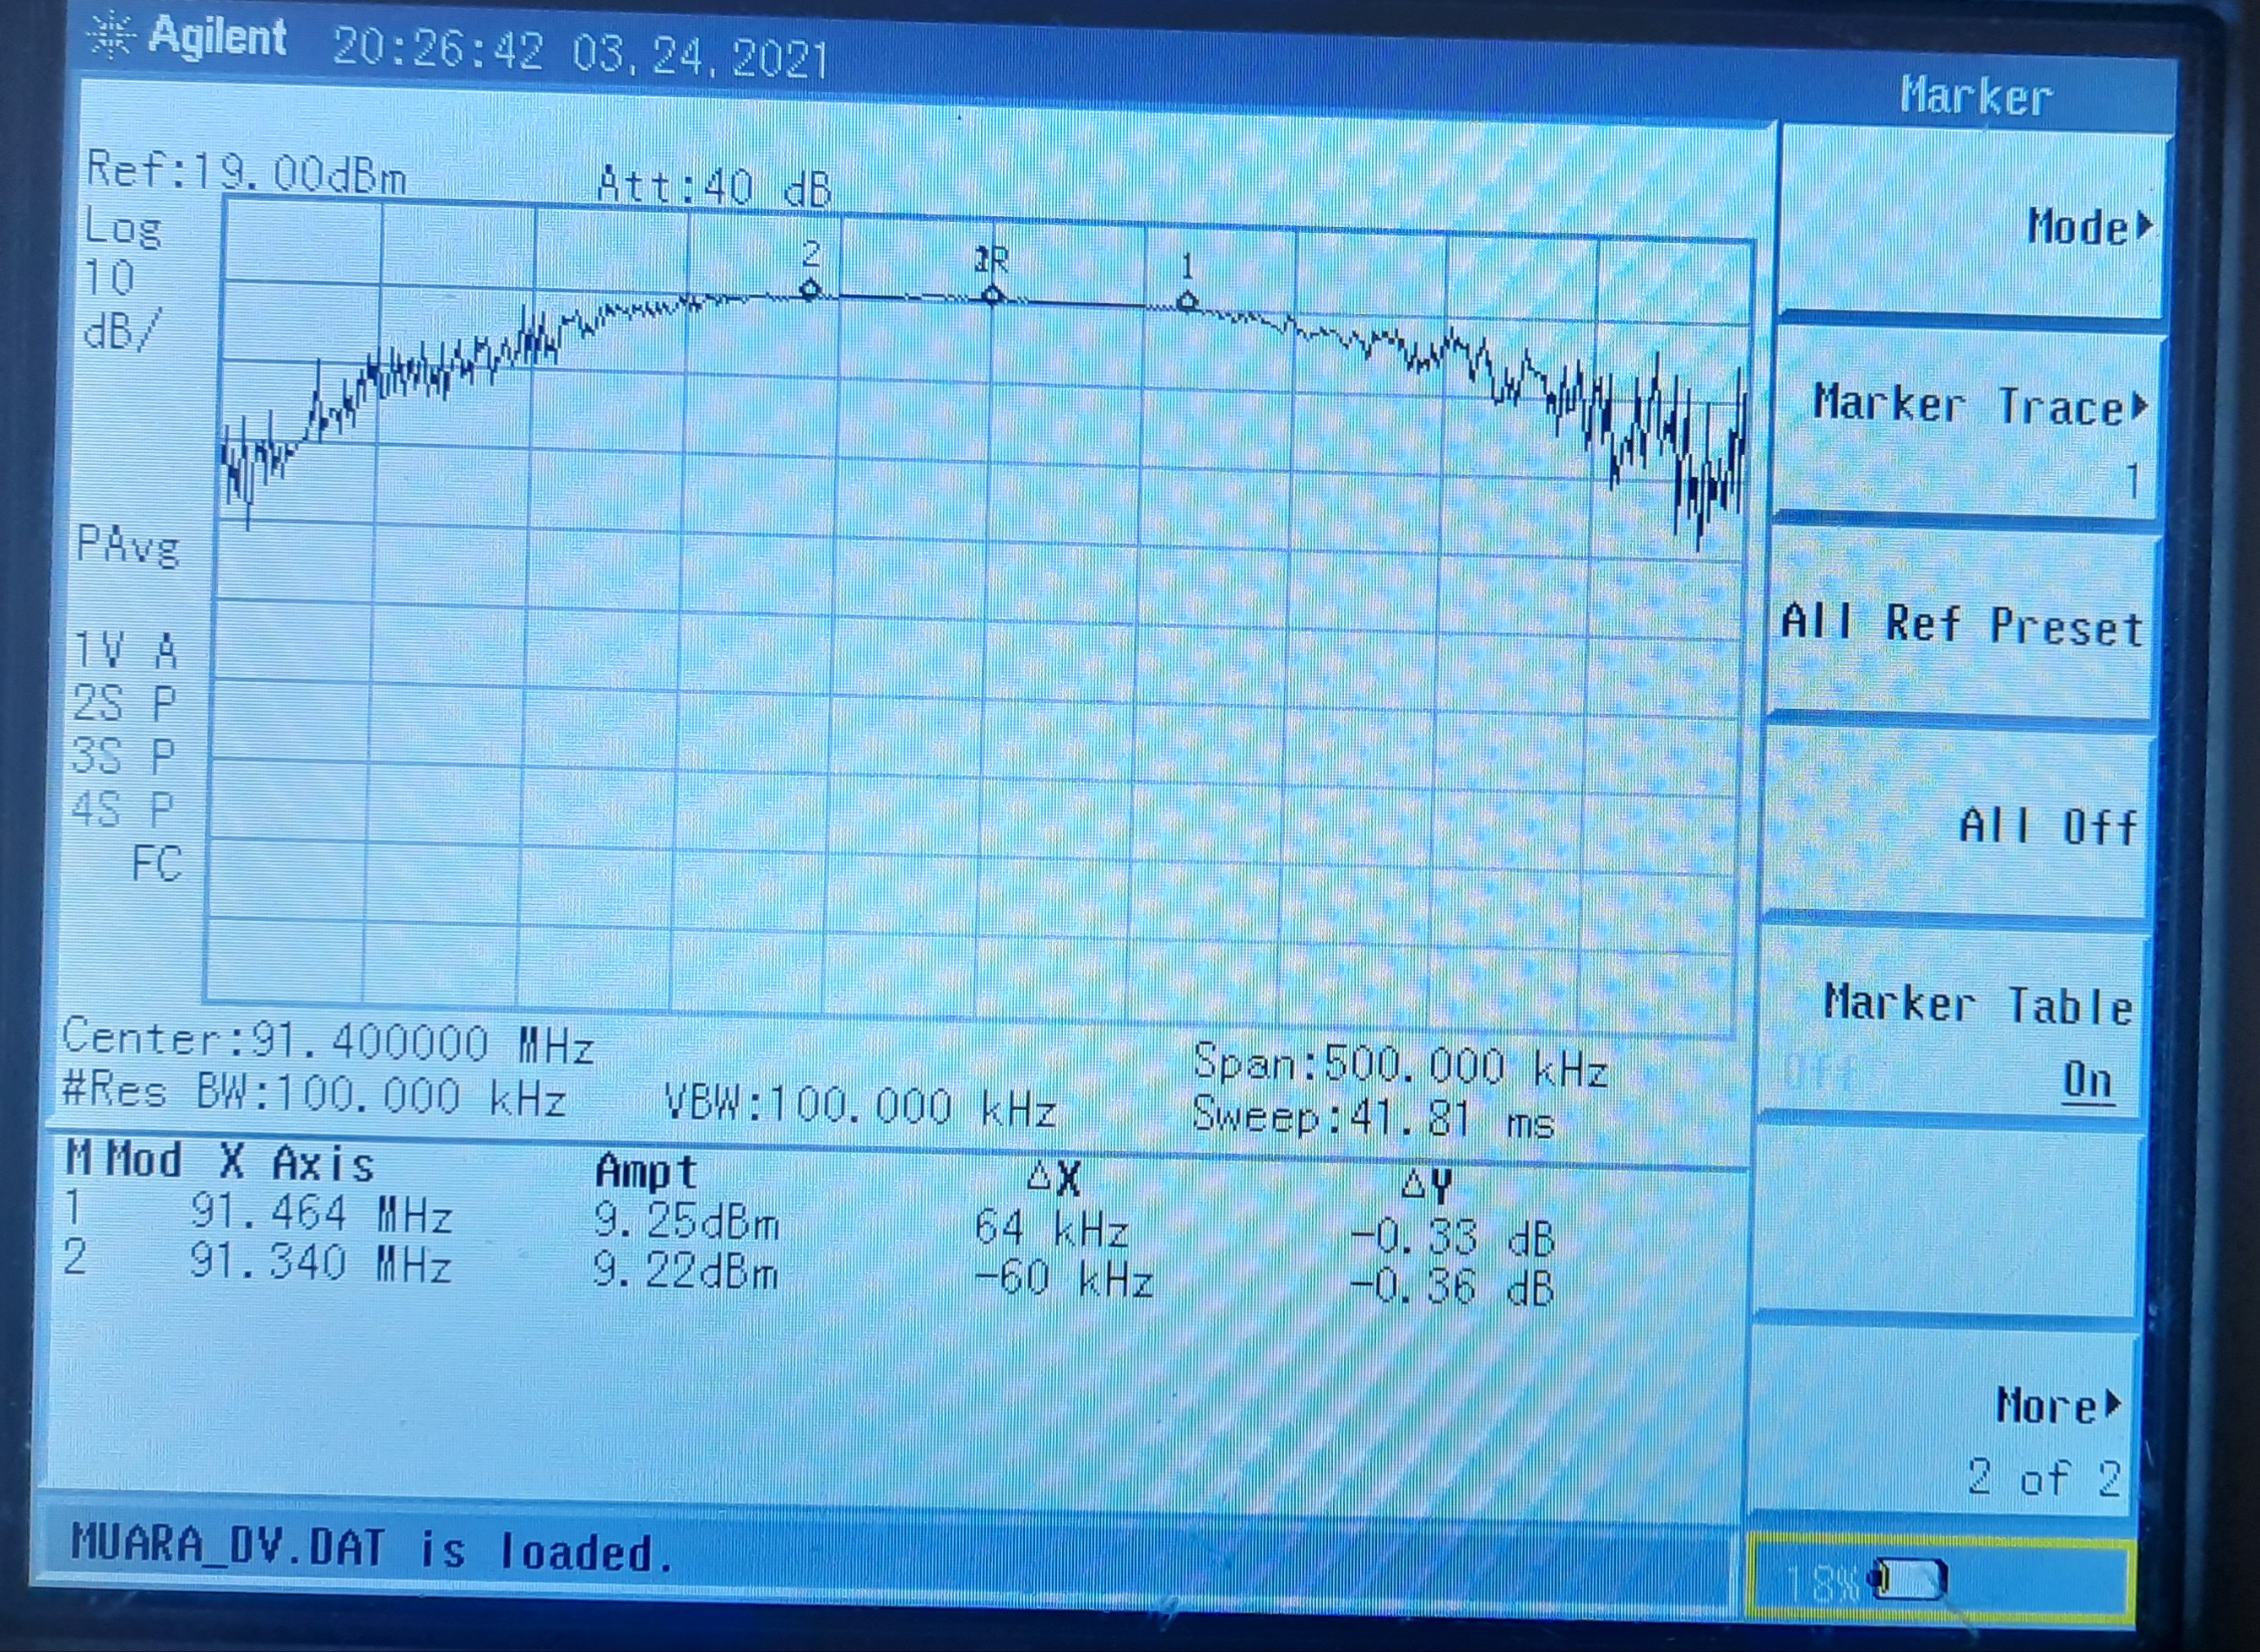 Agilent 20:26:42 03,24,2021
Marker
Ref:19.00dBm Att:40 dB
Log
10
dB/
2 1
Mode
Marker Trace
1
PAvg
1V A
2S P
3S P
4S P
FC
All Ref Preset
All Off
Marker Table
Off On
Center:91.400000 MHz Span:500.000 kHz
#Res BW:100.000 kHz VBW:100.000 kHz Sweep:41.81 ms
M Mod X Axis Ampt ΔX ΔY
1 91.464 MHz 9.25dBm 64 kHz -0.33 dB
2 91.340 MHz 9.22dBm -60 kHz -0.36 dB
More
2 of 2
MUARA_DV.DAT is loaded.
18%